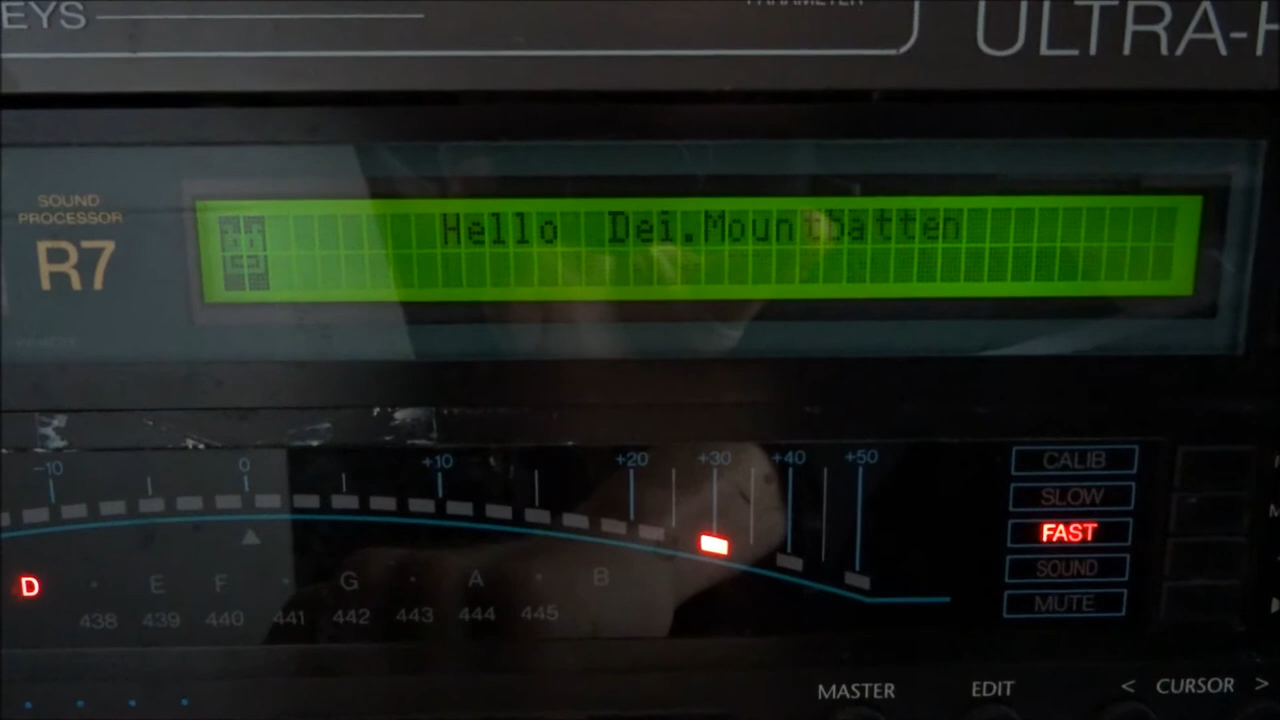 EYS
PARAMETER
ULTRA-
SOUND
PROCESSOR
R7
Hello Dei.Mountbatten
-10 0 +10 +20 +30 +40 +50
D E F G A B
438 439 440 441 442 443 444 445
CALIB
SLOW
FAST
SOUND
MUTE
MASTER EDIT < CURSOR >